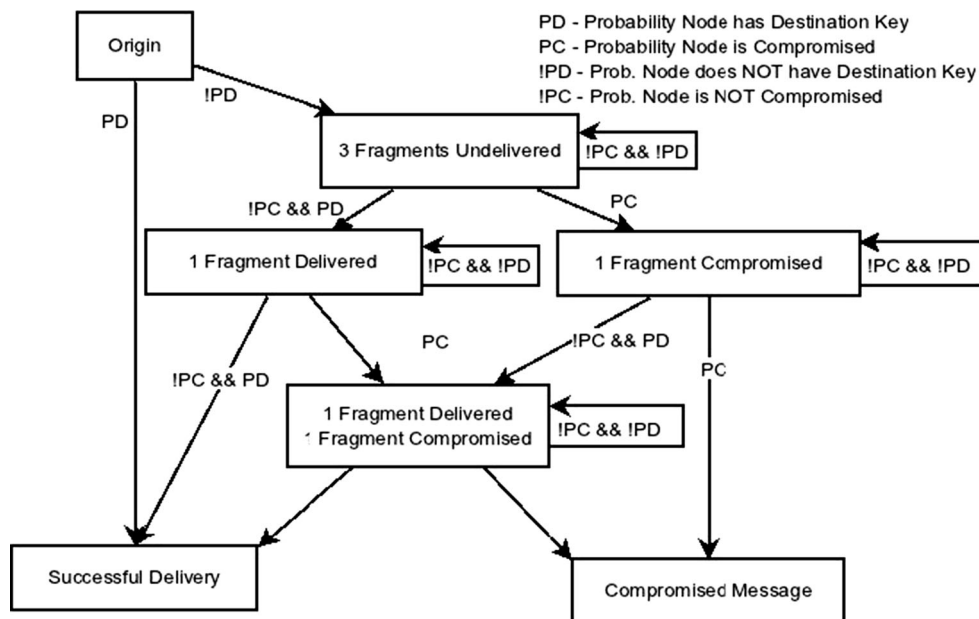 PD - Probability Node has Destination Key
Origin
PC - Probability Node is Compromised
!PD - Prob. Node does NOT have Destination Key
!PD
!PC - Prob. Node is NOT Compromised
PD
3 Fragments Undelivered
!PC && !PD
!PC && PD
PC
1 Fragment Delivered
!PC && !PD
1 Fragment Compromised
!PC && !PD
PC
!PC && PD
PC
!PC && PD
1 Fragment Delivered
1 Fragment Compromised
!PC && !PD
Successful Delivery
Compromised Message